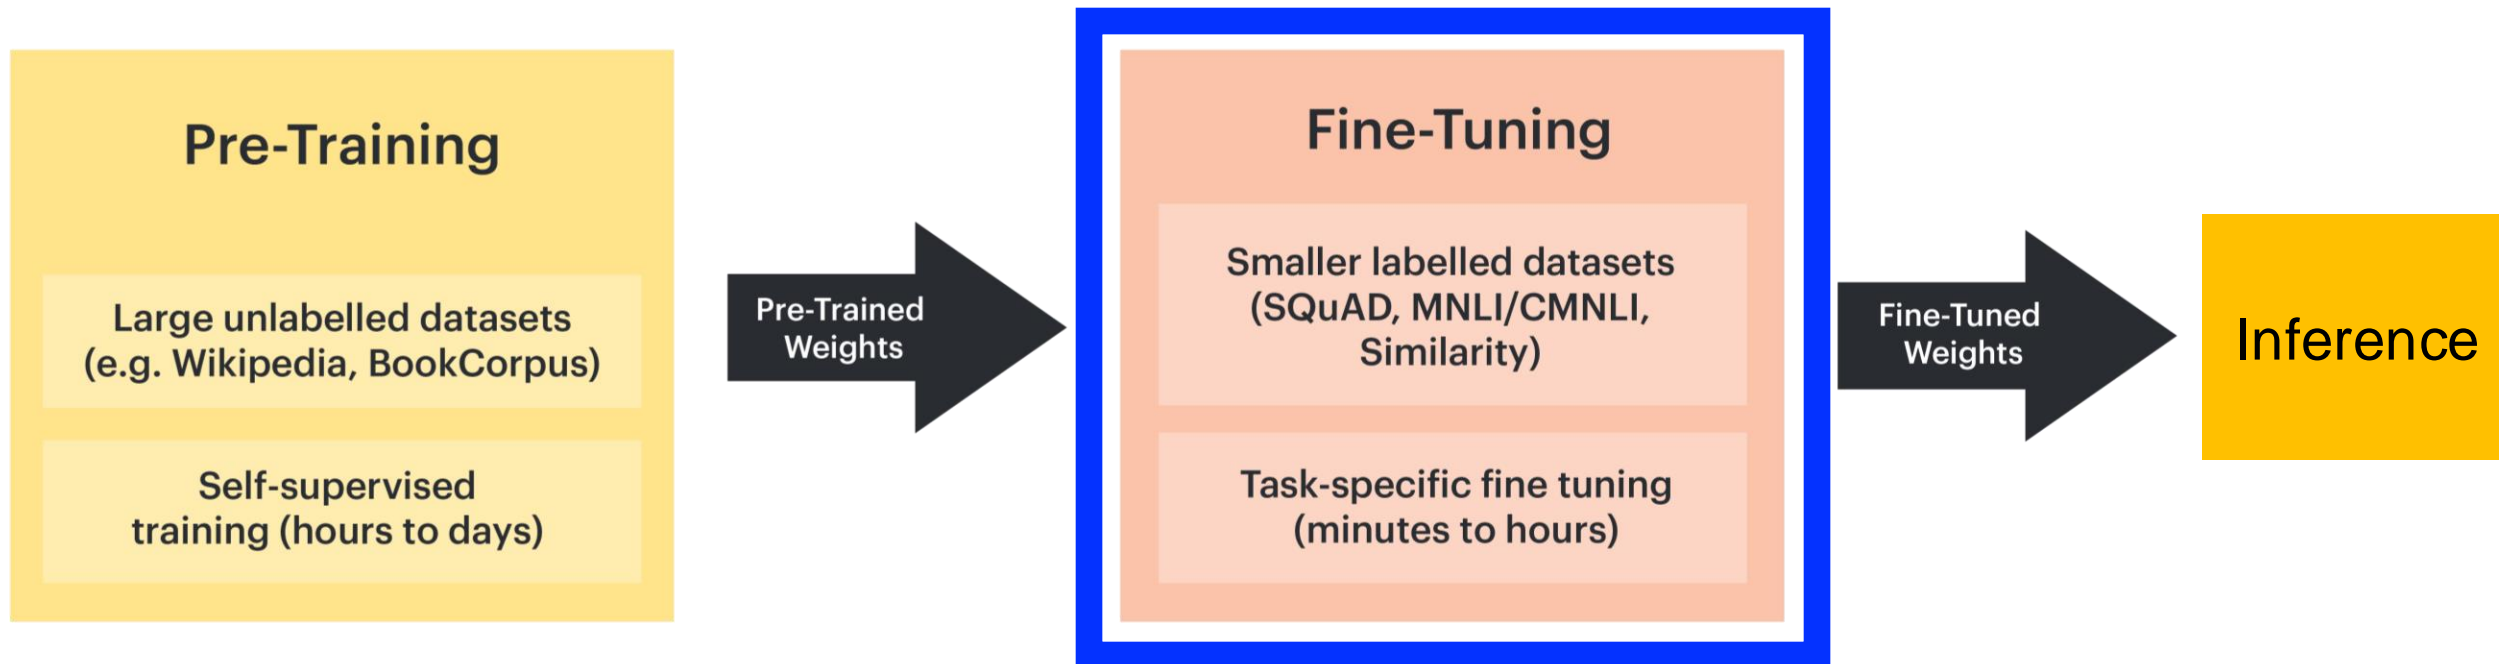 Pre-Training
Large unlabelled datasets
(e.g. Wikipedia, BookCorpus)
Self-supervised
training (hours to days)
Pre-Trained
Weights
Fine-Tuning
Smaller labelled datasets
(SQuAD, MNLI/CMNLI,
Similarity)
Task-specific fine tuning
(minutes to hours)
Fine-Tuned
Weights
Inference